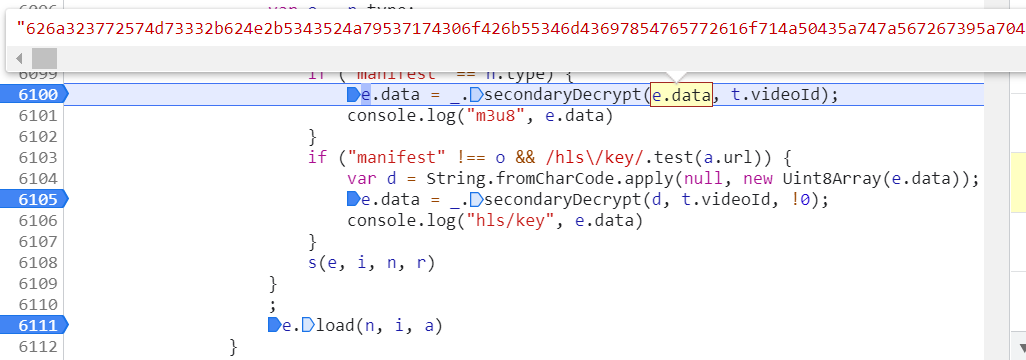 "626a323772574d73332b624e2b5343524a79537174306f426b55346d43697854765772616f714a50435a747a567267395a704
6099 if ("manifest" == n.type) {
6100 e.data = _.secondaryDecrypt(e.data, t.videoId);
6101 console.log("m3u8", e.data)
6102 }
6103 if ("manifest" !== o && /hls\/key/.test(a.url)) {
6104 var d = String.fromCharCode.apply(null, new Uint8Array(e.data));
6105 e.data = _.secondaryDecrypt(d, t.videoId, !0);
6106 console.log("hls/key", e.data)
6107 }
6108 s(e, i, n, r)
6109 }
6110 ;
6111 e.load(n, i, a)
6112 }